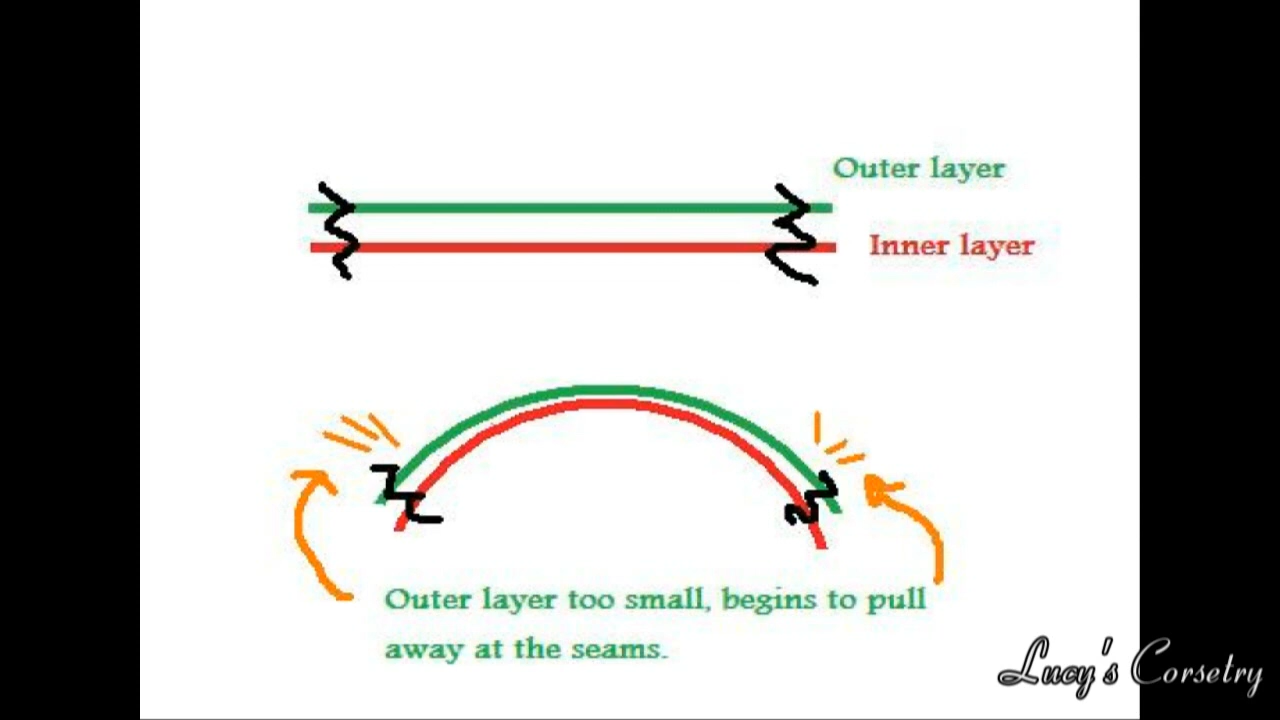 Outer layer
Inner layer
Outer layer too small, begins to pull
away at the seams.
Lucy's Corsetry